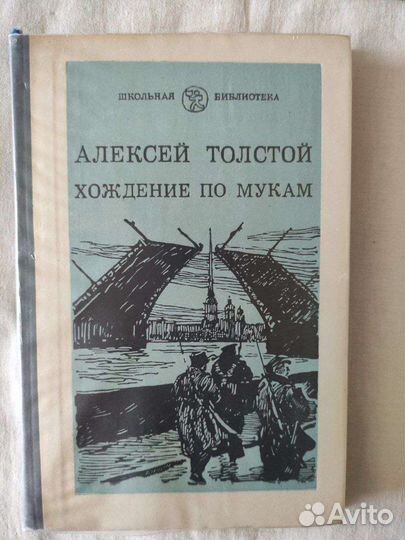 ШКОЛЬНАЯ БИБЛИОТЕКА
АЛЕКСЕЙ ТОЛСТОЙ
ХОЖДЕНИЕ ПО МУКАМ
Avito